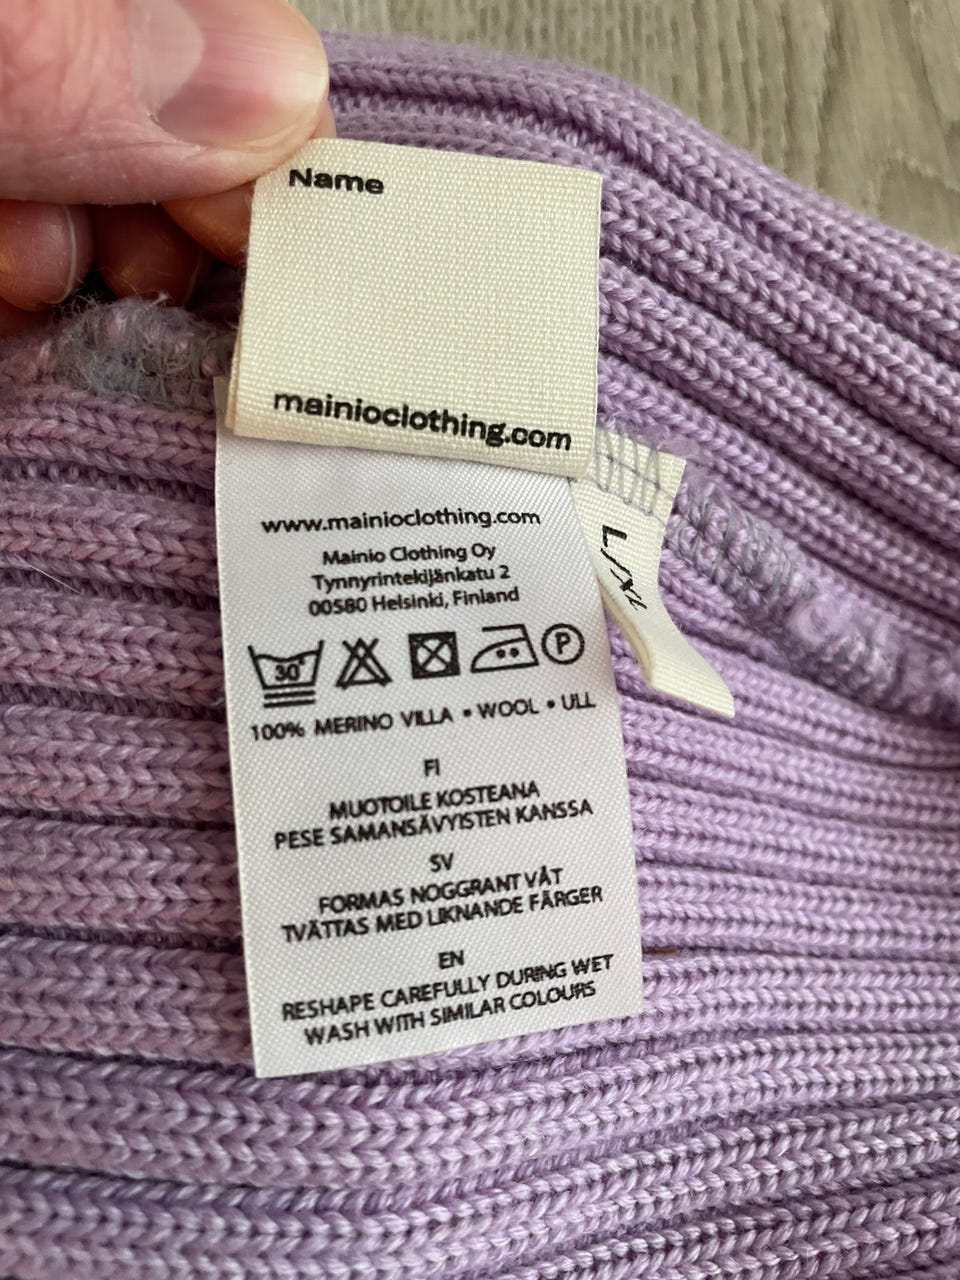 Name
mainioclothing.com
L/XL
www.mainioclothing.com
Mainio Clothing Oy
Tynnyrintekijänkatu 2
00580 Helsinki, Finland
30° P
100% MERINO VILLA • WOOL • ULL
FI
MUOTOILE KOSTEANA
PESE SAMANSÄVYISTEN KANSSA
SV
FORMAS NOGGRANT VÅT
TVÄTTAS MED LIKNANDE FÄRGER
EN
RESHAPE CAREFULLY DURING WET
WASH WITH SIMILAR COLOURS